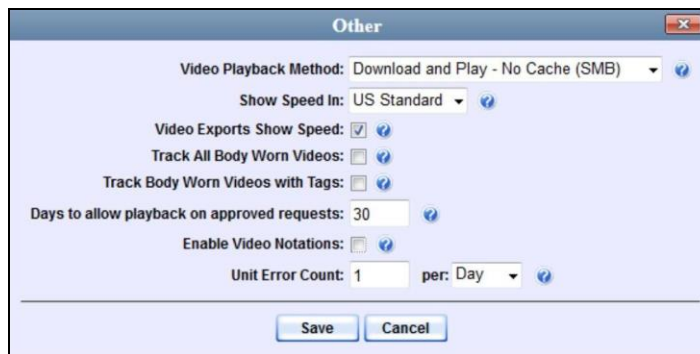 Other
Video Playback Method: Download and Play - No Cache (SMB)
Show Speed In: US Standard
Video Exports Show Speed:
Track All Body Worn Videos:
Track Body Worn Videos with Tags:
Days to allow playback on approved requests: 30
Enable Video Notations:
Unit Error Count: 1 per: Day
Save Cancel